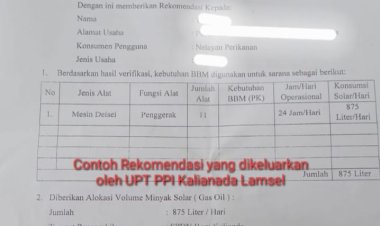 Dengan ini memberikan Rekomendasi Kepada:
Nama
Alamat Usaha
Konsumen Pengguna : Nelayan Perikanan
Jenis Usaha
1. Berdasarkan hasil verifikasi, kebutuhan BBM digunakan untuk sarana sebagai berikut:
No Jenis Alat Fungsi Alat Jumlah Alat Kebutuhan BBM (PK) Jam/Hari Operasional Konsumsi Solar/Hari
1. Mesin Deisel Penggerak 11 24 Jam/Hari 875 Liter/Hari
Contoh Rekomendasi yang dikeluarkan
oleh UPT PPI Kalianada Lamsel
Jumlah 875 Liter
2. Diberikan Alokasi Volume Minyak Solar ( Gas Oil ) :
Jumlah : 875 Liter / Hari